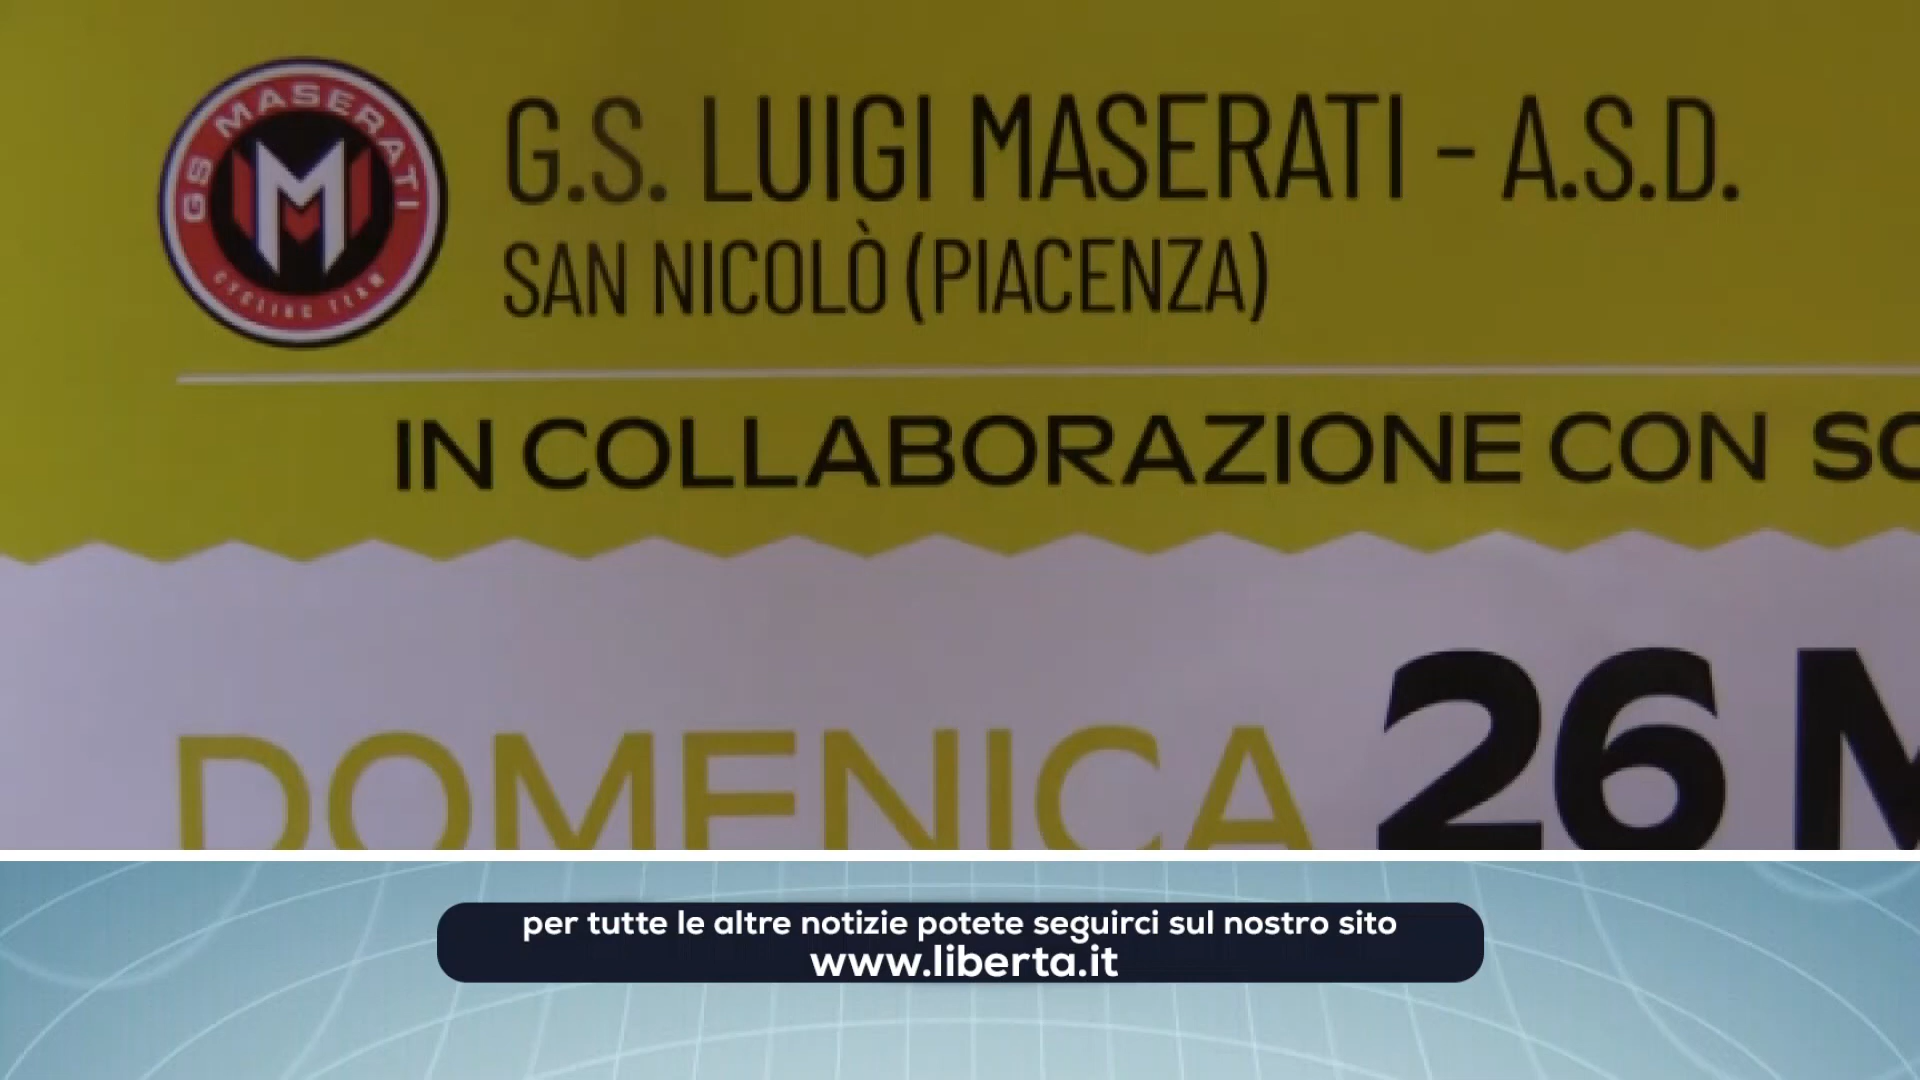 GS MASERATI
CYCLING TEAM
G.S. LUIGI MASERATI - A.S.D.
SAN NICOLÒ (PIACENZA)
IN COLLABORAZIONE CON
DOMENICA 26
per tutte le altre notizie potete seguirci sul nostro sito
www.liberta.it